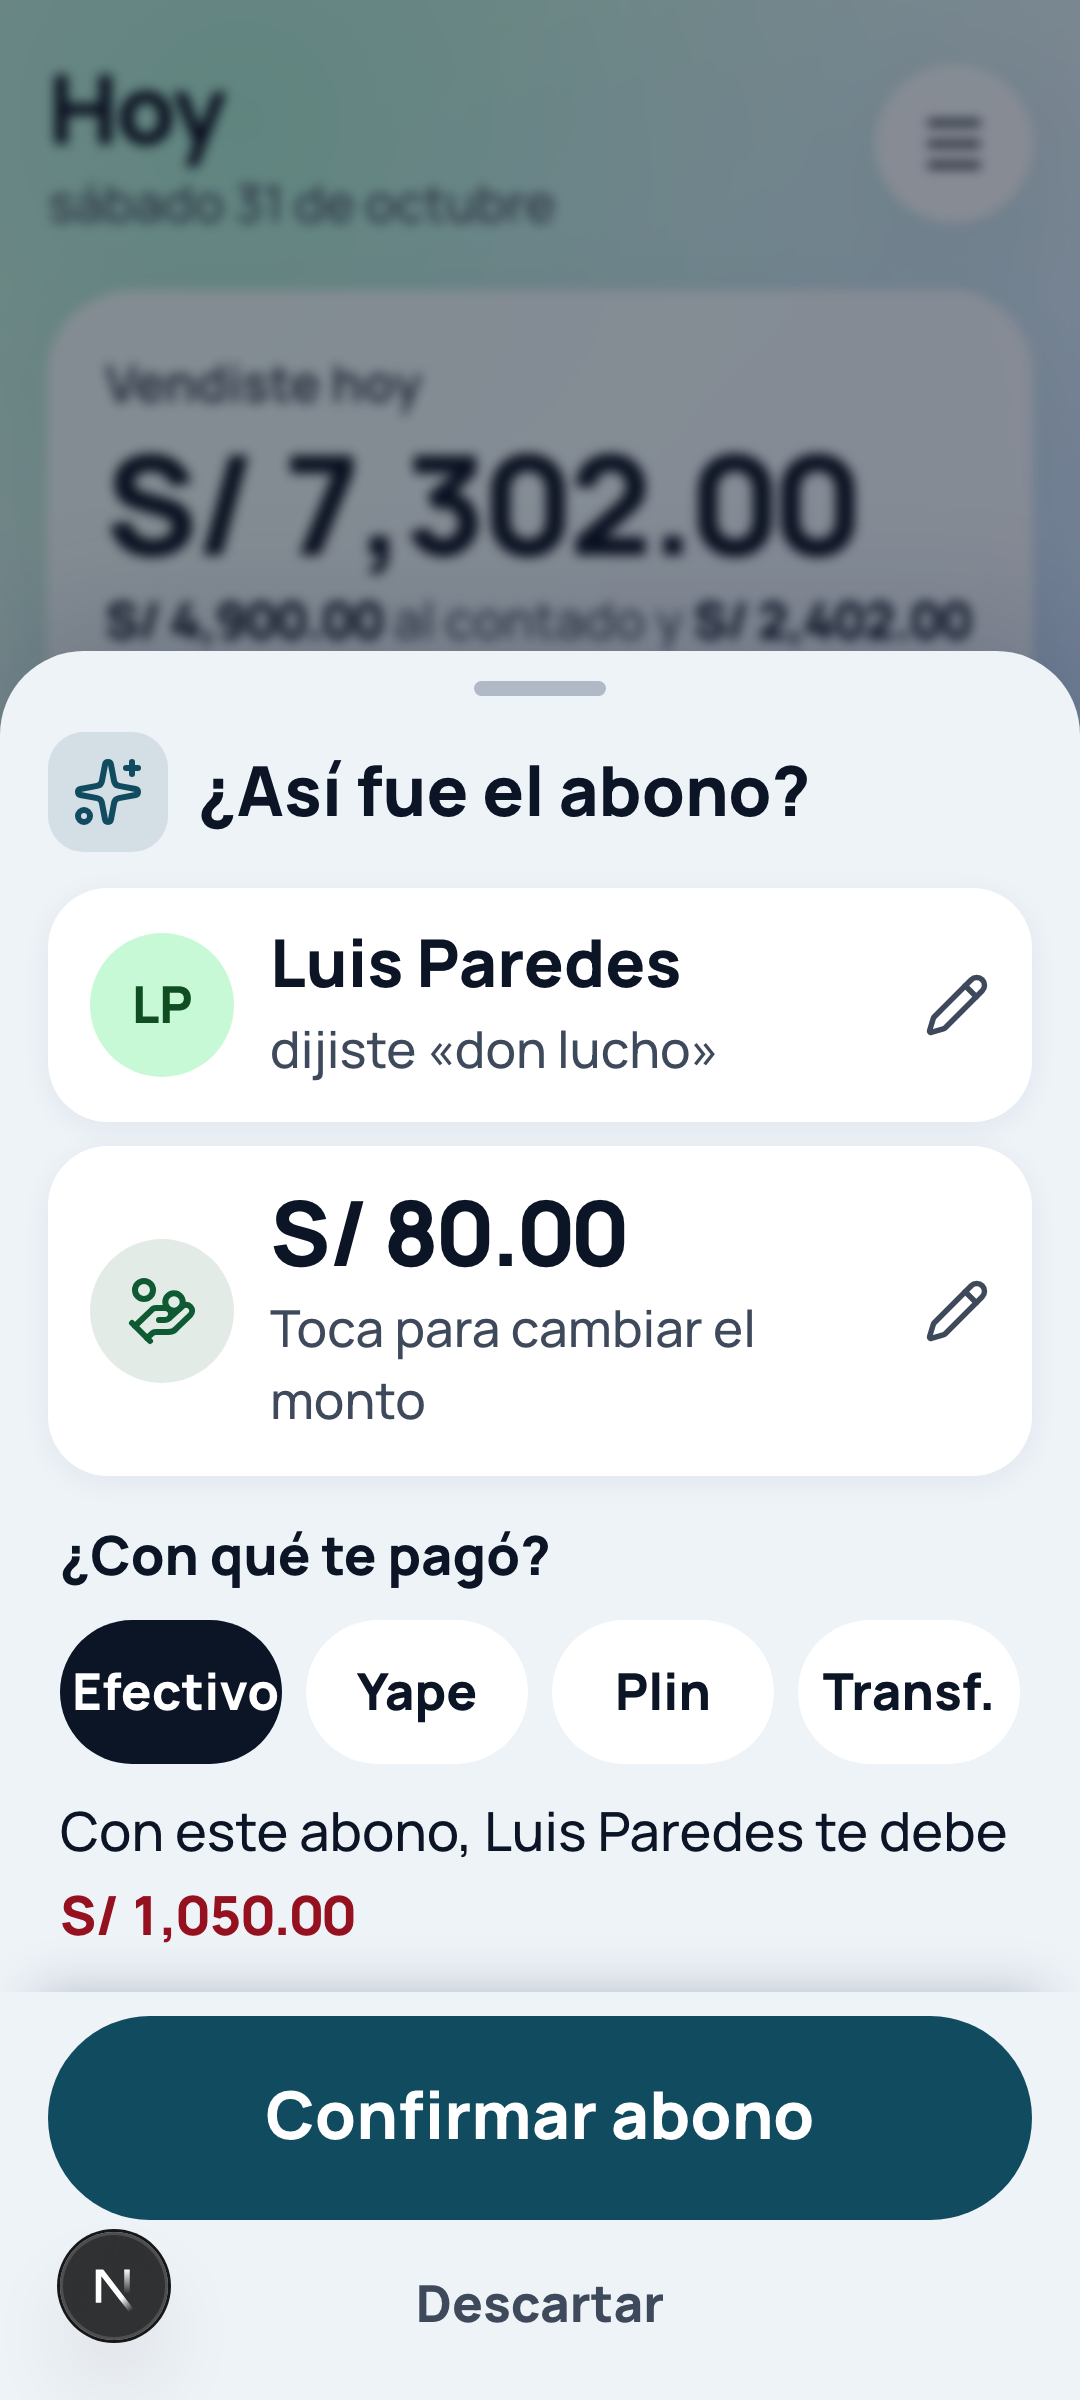 Hoy
sábado 31 de octubre
Vendiste hoy
S/ 7,302.00
S/ 4,900.00 al contado y S/ 2,402.00
¿Así fue el abono?
LP
Luis Paredes
dijiste «don lucho»
S/ 80.00
Toca para cambiar el
monto
¿Con qué te pagó?
Efectivo
Yape
Plin
Transf.
Con este abono, Luis Paredes te debe
S/ 1,050.00
Confirmar abono
N
Descartar